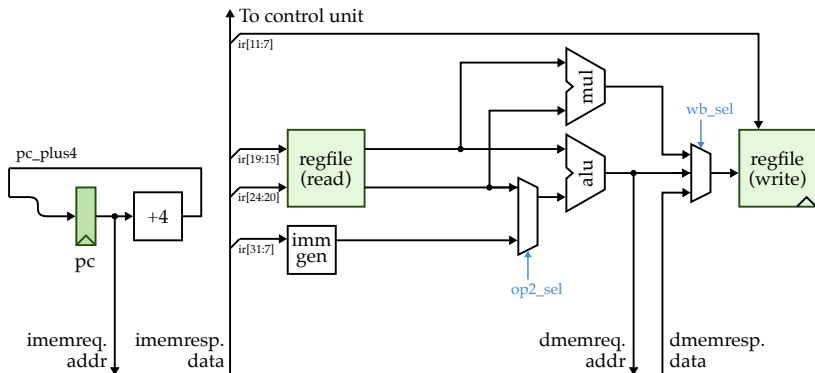 To control unit
ir[11:7]
mul
wb_sel
pc_plus4
ir[19:15]
regfile
(read)
alu
regfile
(write)
ir[24:20]
+4
pc
ir[31:7]
imm
gen
op2_sel
imemreq.
addr
imemresp.
data
dmemreq.
addr
dmemresp.
data